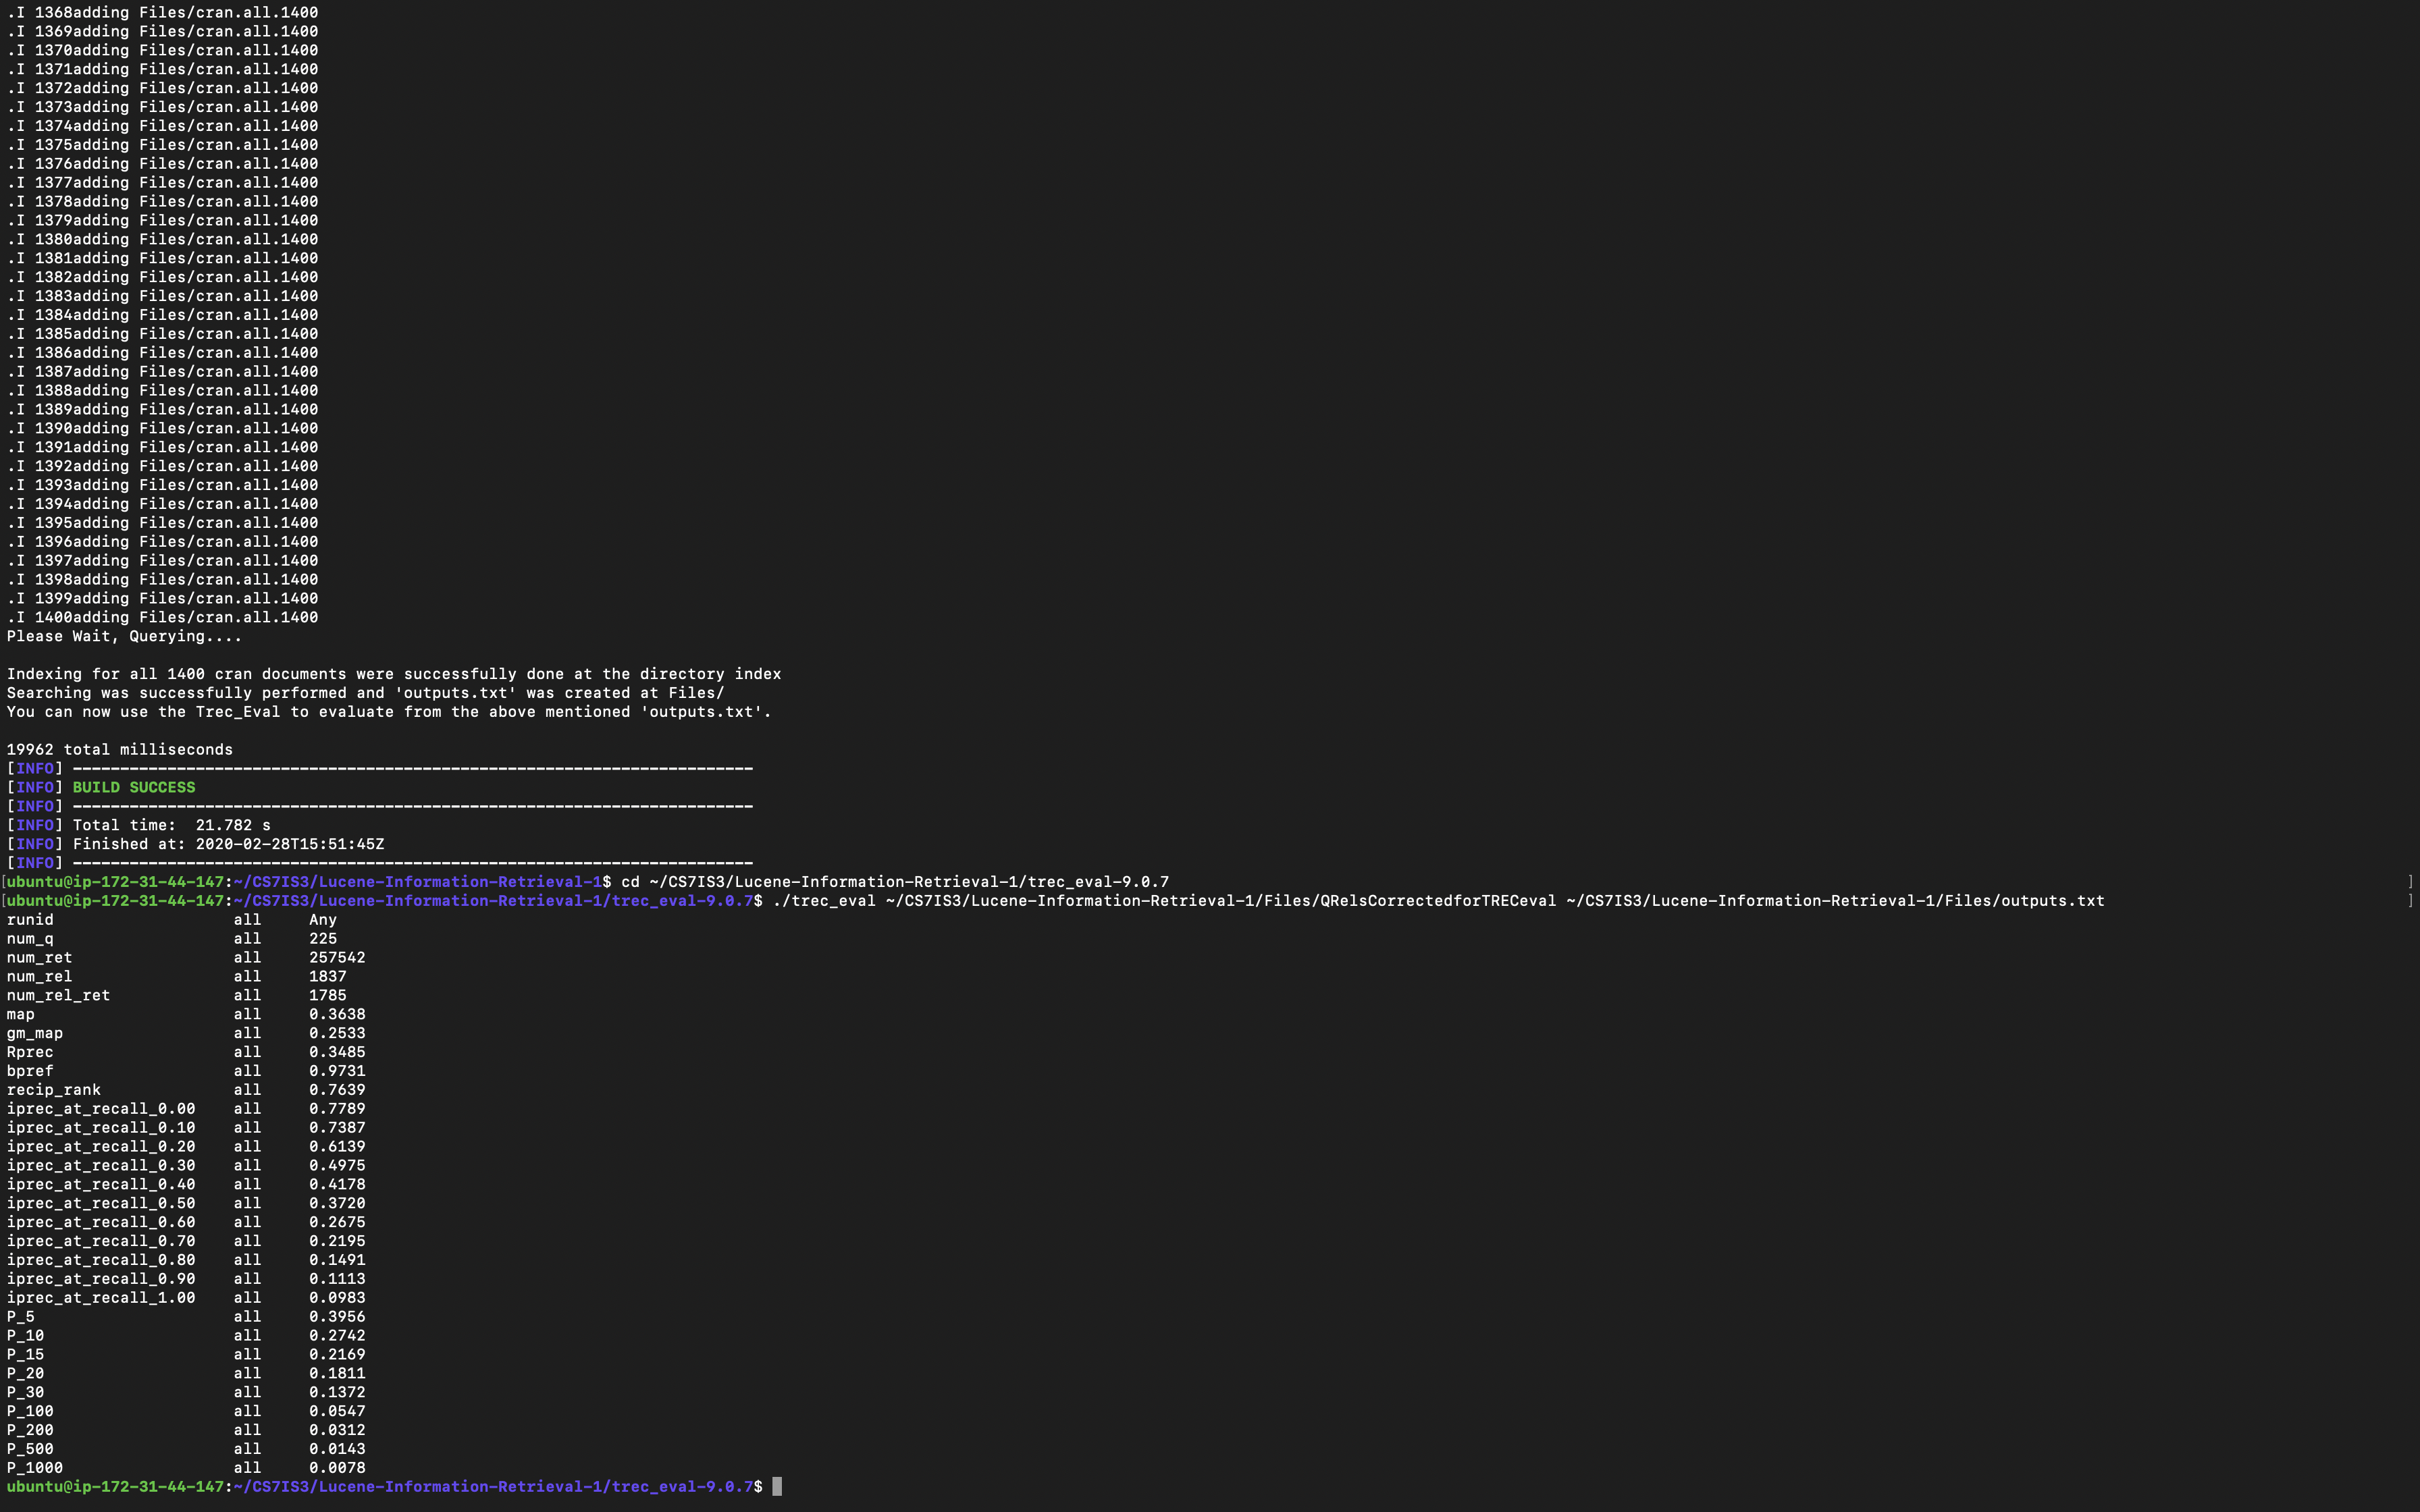 .I 1368adding Files/cran.all.1400
.I 1369adding Files/cran.all.1400
.I 1370adding Files/cran.all.1400
.I 1371adding Files/cran.all.1400
.I 1372adding Files/cran.all.1400
.I 1373adding Files/cran.all.1400
.I 1374adding Files/cran.all.1400
.I 1375adding Files/cran.all.1400
.I 1376adding Files/cran.all.1400
.I 1377adding Files/cran.all.1400
.I 1378adding Files/cran.all.1400
.I 1379adding Files/cran.all.1400
.I 1380adding Files/cran.all.1400
.I 1381adding Files/cran.all.1400
.I 1382adding Files/cran.all.1400
.I 1383adding Files/cran.all.1400
.I 1384adding Files/cran.all.1400
.I 1385adding Files/cran.all.1400
.I 1386adding Files/cran.all.1400
.I 1387adding Files/cran.all.1400
.I 1388adding Files/cran.all.1400
.I 1389adding Files/cran.all.1400
.I 1390adding Files/cran.all.1400
.I 1391adding Files/cran.all.1400
.I 1392adding Files/cran.all.1400
.I 1393adding Files/cran.all.1400
.I 1394adding Files/cran.all.1400
.I 1395adding Files/cran.all.1400
.I 1396adding Files/cran.all.1400
.I 1397adding Files/cran.all.1400
.I 1398adding Files/cran.all.1400
.I 1399adding Files/cran.all.1400
.I 1400adding Files/cran.all.1400
Please Wait, Querying....

Indexing for all 1400 cran documents were successfully done at the directory index
Searching was successfully performed and 'outputs.txt' was created at Files/
You can now use the Trec_Eval to evaluate from the above mentioned 'outputs.txt'.

19962 total milliseconds
[INFO] ------------------------------------------------------------------------
[INFO] BUILD SUCCESS
[INFO] ------------------------------------------------------------------------
[INFO] Total time:  21.782 s
[INFO] Finished at: 2020-02-28T15:51:45Z
[INFO] ------------------------------------------------------------------------
[ubuntu@ip-172-31-44-147:~/CS7IS3/Lucene-Information-Retrieval-1$ cd ~/CS7IS3/Lucene-Information-Retrieval-1/trec_eval-9.0.7 ]
[ubuntu@ip-172-31-44-147:~/CS7IS3/Lucene-Information-Retrieval-1/trec_eval-9.0.7$ ./trec_eval ~/CS7IS3/Lucene-Information-Retrieval-1/Files/QRelsCorrectedforTRECeval ~/CS7IS3/Lucene-Information-Retrieval-1/Files/outputs.txt ]
runid all Any
num_q all 225
num_ret all 257542
num_rel all 1837
num_rel_ret all 1785
map all 0.3638
gm_map all 0.2533
Rprec all 0.3485
bpref all 0.9731
recip_rank all 0.7639
iprec_at_recall_0.00 all 0.7789
iprec_at_recall_0.10 all 0.7387
iprec_at_recall_0.20 all 0.6139
iprec_at_recall_0.30 all 0.4975
iprec_at_recall_0.40 all 0.4178
iprec_at_recall_0.50 all 0.3720
iprec_at_recall_0.60 all 0.2675
iprec_at_recall_0.70 all 0.2195
iprec_at_recall_0.80 all 0.1491
iprec_at_recall_0.90 all 0.1113
iprec_at_recall_1.00 all 0.0983
P_5 all 0.3956
P_10 all 0.2742
P_15 all 0.2169
P_20 all 0.1811
P_30 all 0.1372
P_100 all 0.0547
P_200 all 0.0312
P_500 all 0.0143
P_1000 all 0.0078
ubuntu@ip-172-31-44-147:~/CS7IS3/Lucene-Information-Retrieval-1/trec_eval-9.0.7$